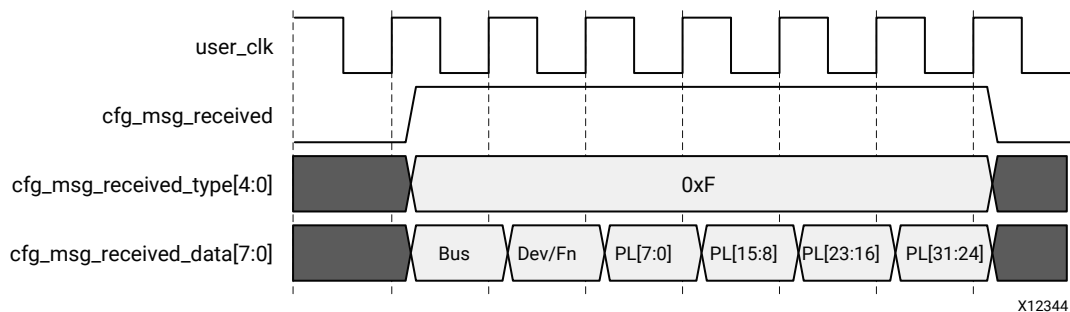 user_clk
cfg_msg_received
cfg_msg_received_type[4:0]
0xF
cfg_msg_received_data[7:0]
Bus
Dev/Fn
PL[7:0]
PL[15:8]
PL[23:16]
PL[31:24]
X12344